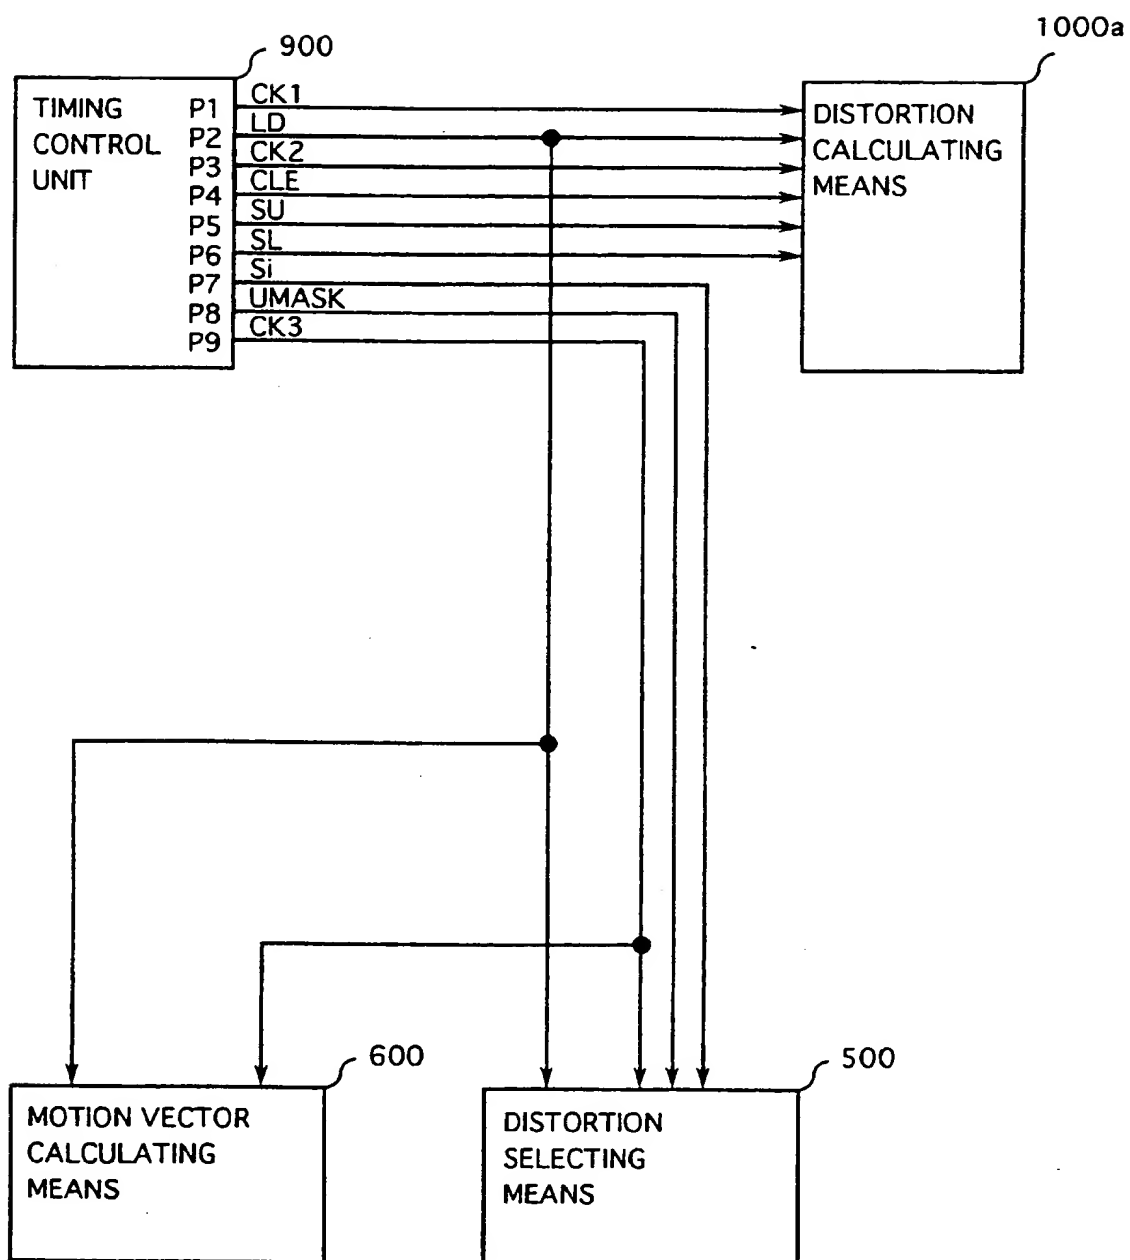 900
1000a
TIMING
CONTROL
UNIT
P1
P2
P3
P4
P5
P6
P7
P8
P9
CK1
LD
CK2
CLE
SU
SL
Si
UMASK
CK3
DISTORTION
CALCULATING
MEANS
600
MOTION VECTOR
CALCULATING
MEANS
500
DISTORTION
SELECTING
MEANS